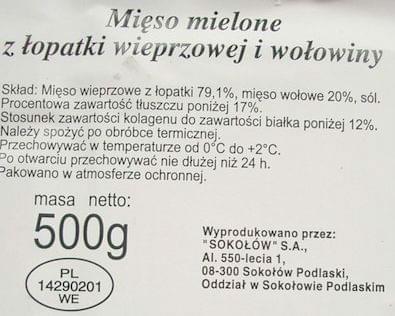 Mięso mielone
z łopatki wieprzowej i wołowiny
Skład: Mięso wieprzowe z łopatki 79,1%, mięso wołowe 20%, sól.
Procentowa zawartość tłuszczu poniżej 17%.
Stosunek zawartości kolagenu do zawartości białka poniżej 12%.
Należy spożyć po obróbce termicznej.
Przechowywać w temperaturze od 0°C do +2°C.
Po otwarciu przechowywać nie dłużej niż 24 h.
Pakowano w atmosferze ochronnej.
masa netto:
500g
PL
14290201
WE
Wyprodukowano przez:
"SOKOŁÓW" S.A.,
Al. 550-lecia 1,
08-300 Sokołów Podlaski,
Oddział w Sokołowie Podlaskim